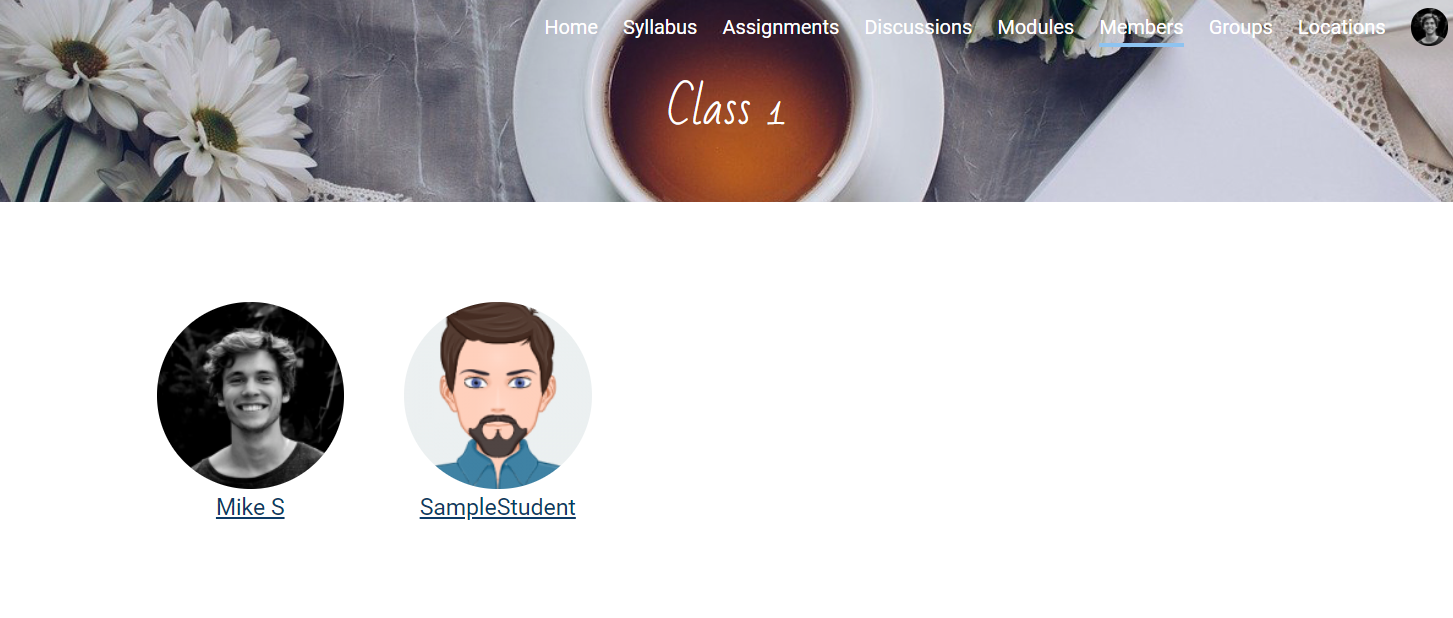 Home Syllabus Assignments Discussions Modules Members Groups Locations
Class 1
Mike S SampleStudent